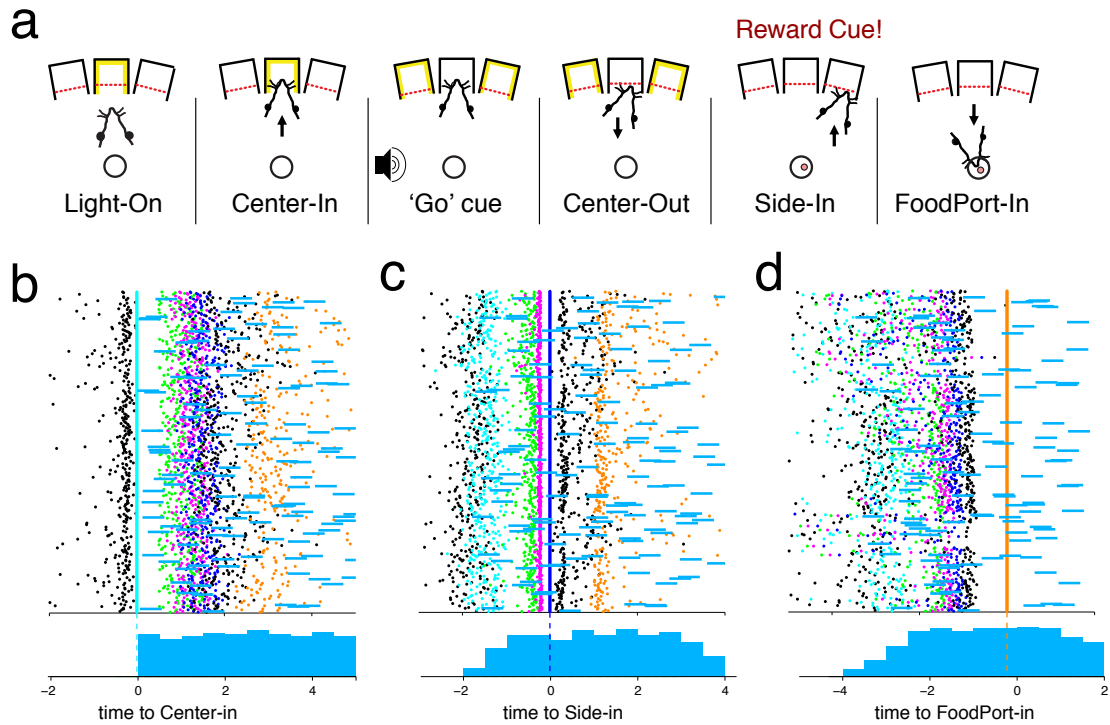 a
Reward Cue!
Light-On
Center-In
‘Go’ cue
Center-Out
Side-In
FoodPort-In
b
c
d
−2 0 2 4
time to Center-in
−2 0 2 4
time to Side-in
−4 −2 0 2
time to FoodPort-in